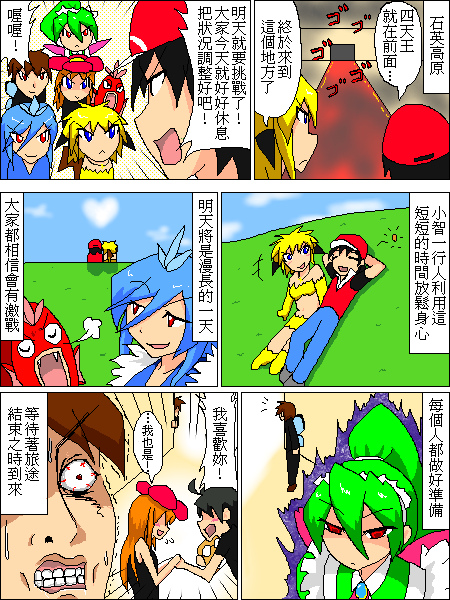 石英高原
四天王
就在前面…
ゴゴゴ
ゴゴゴ
終於來到
這個地方了
明天就要挑戰了！
大家今天就好好休息
把狀況調整好吧！
喔喔！
小智一行人利用這
短短的時間放鬆身心
明天將是漫長的一天
大家都相信會有激戰
每個人都做好準備
我喜歡妳！
…我也是！
等待著旅途
結束之時到來